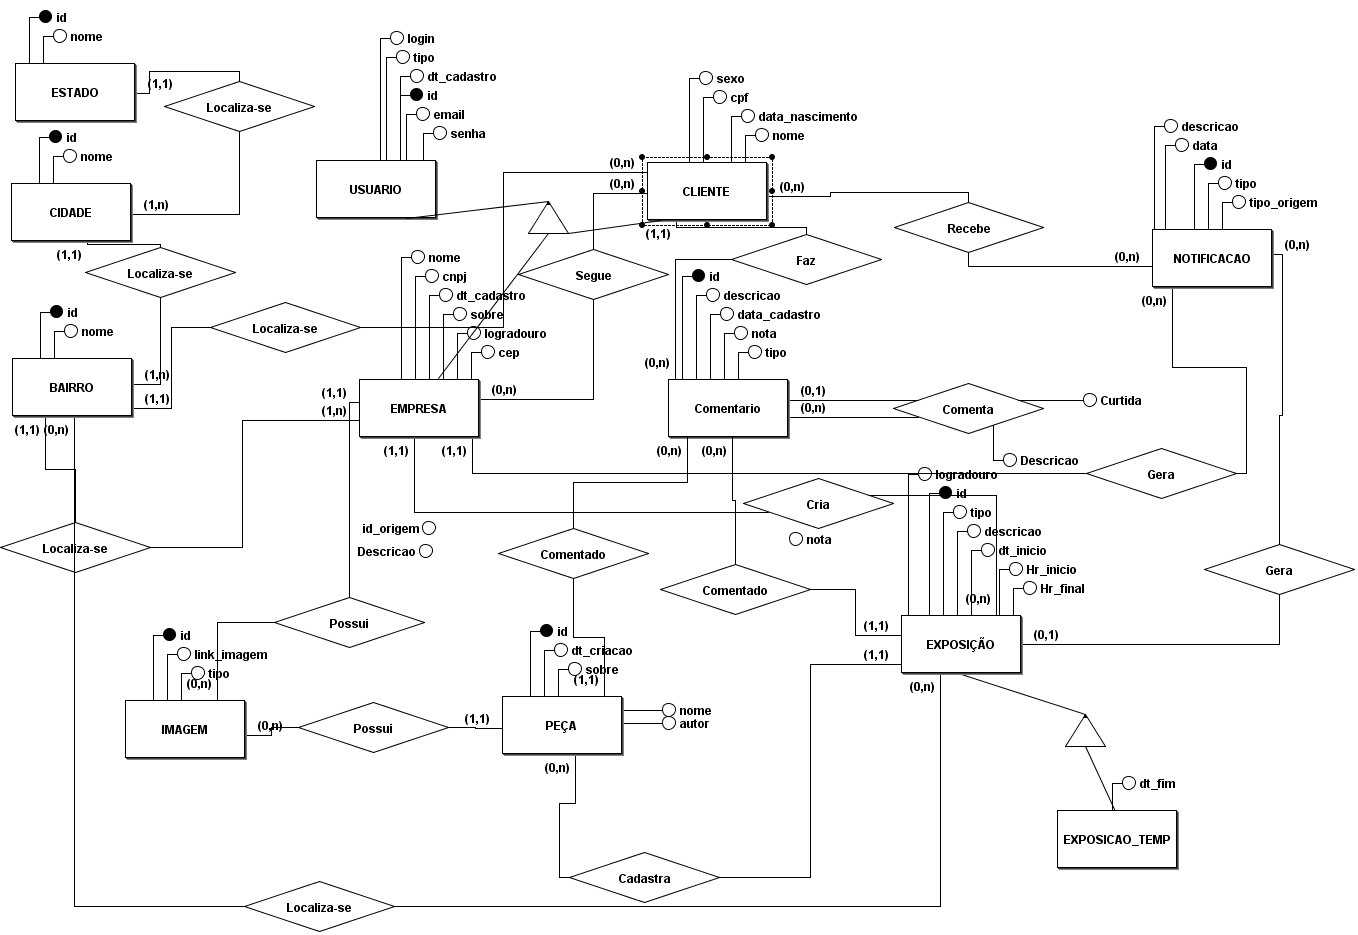 id
nome
ESTADO
(1,1)
Localiza-se
id
nome
CIDADE
(1,n)
(1,1)
Localiza-se
id
nome
BAIRRO
(1,n)
(1,1)
(1,1)
(0,n)
Localiza-se
Localiza-se
login
tipo
dt_cadastro
id
email
senha
USUARIO
sexo
cpf
data_nascimento
nome
CLIENTE
(0,n)
(0,n)
(0,n)
(1,1)
Recebe
Faz
Segue
descricao
data
id
tipo
tipo_origem
NOTIFICACAO
(0,n)
(0,n)
(0,n)
nome
cnpj
dt_cadastro
sobre
logradouro
cep
EMPRESA
(1,1)
(1,n)
(0,n)
(1,1)
(1,1)
id
descricao
data_cadastro
nota
tipo
Comentario
(0,n)
(0,1)
(0,n)
(0,n)
(0,n)
Comenta
Curtida
Descricao
Gera
Cria
nota
id_origem
Descricao
Comentado
Comentado
logradouro
id
tipo
descricao
dt_inicio
Hr_inicio
Hr_final
(0,n)
EXPOSIÇÃO
(1,1)
(1,1)
(0,1)
(0,n)
Gera
Possui
id
link_imagem
tipo
(0,n)
IMAGEM
(0,n)
Possui
(1,1)
id
dt_criacao
sobre
(1,1)
PEÇA
nome
autor
(0,n)
dt_fim
EXPOSICAO_TEMP
Cadastra
Localiza-se